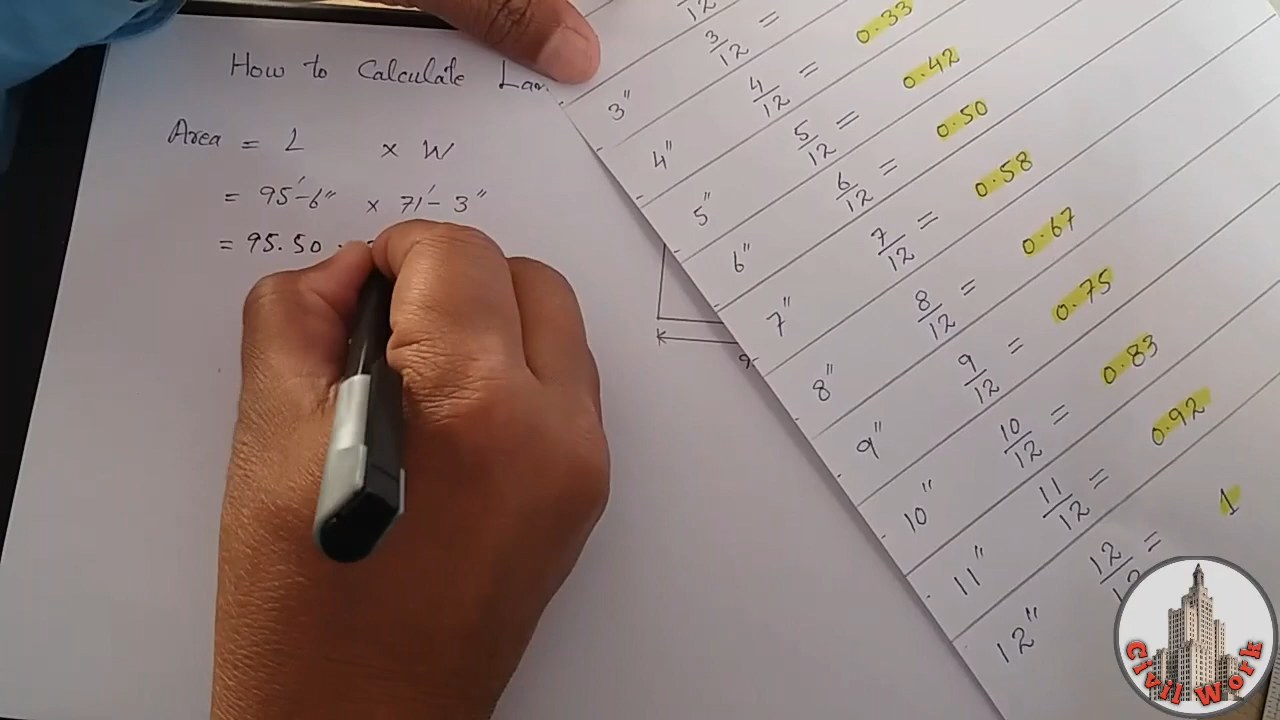 How to Calculate
Area = L × W
= 95'-6" × 71'-3"
= 95.50
12
3/12 =
3" 4/12 = 0.33
4" 5/12 = 0.42
5" 6/12 = 0.50
6" 7/12 = 0.58
7" 8/12 = 0.67
8" 9/12 = 0.75
9" 10/12 = 0.83
10" 11/12 = 0.92
11" 12/12 = 1
12"
Civil Work